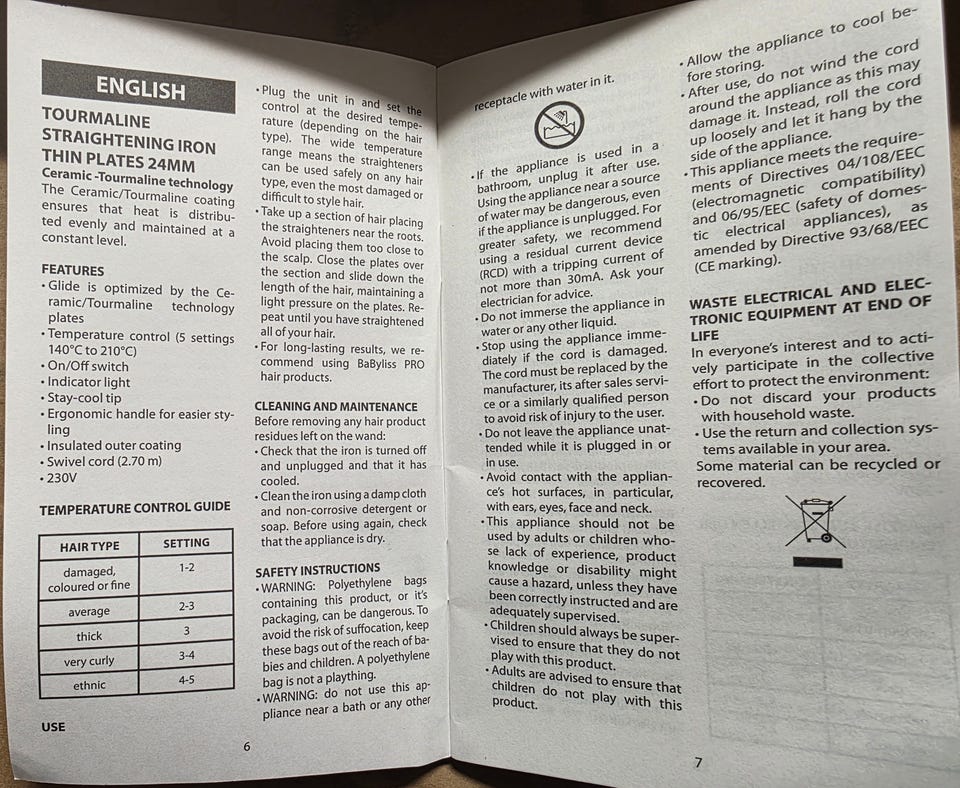 ENGLISH
TOURMALINE
STRAIGHTENING IRON
THIN PLATES 24MM
Ceramic -Tourmaline technology
The Ceramic/Tourmaline coating
ensures that heat is distribu-
ted evenly and maintained at a
constant level.
FEATURES
• Glide is optimized by the Ce-
ramic/Tourmaline technology
plates
• Temperature control (5 settings
140°C to 210°C)
• On/Off switch
• Indicator light
• Stay-cool tip
• Ergonomic handle for easier sty-
ling
• Insulated outer coating
• Swivel cord (2.70 m)
• 230V
TEMPERATURE CONTROL GUIDE
HAIR TYPE SETTING
damaged,
coloured or fine 1-2
average 2-3
thick 3
very curly 3-4
ethnic 4-5
USE
• Plug the unit in and set the
control at the desired tempe-
rature (depending on the hair
type). The wide temperature
range means the straighteners
can be used safely on any hair
type, even the most damaged or
difficult to style hair.
• Take up a section of hair placing
the straighteners near the roots.
Avoid placing them too close to
the scalp. Close the plates over
the section and slide down the
length of the hair, maintaining a
light pressure on the plates. Re-
peat until you have straightened
all of your hair.
• For long-lasting results, we re-
commend using BaByliss PRO
hair products.
CLEANING AND MAINTENANCE
Before removing any hair product
residues left on the wand:
• Check that the iron is turned off
and unplugged and that it has
cooled.
• Clean the iron using a damp cloth
and non-corrosive detergent or
soap. Before using again, check
that the appliance is dry.
SAFETY INSTRUCTIONS
• WARNING: Polyethylene bags
containing this product, or it's
packaging, can be dangerous. To
avoid the risk of suffocation, keep
these bags out of the reach of ba-
bies and children. A polyethylene
bag is not a plaything.
• WARNING: do not use this ap-
pliance near a bath or any other
6
receptacle with water in it.
• If the appliance is used in a
bathroom, unplug it after use.
Using the appliance near a source
of water may be dangerous, even
if the appliance is unplugged. For
greater safety, we recommend
using a residual current device
(RCD) with a tripping current of
not more than 30mA. Ask your
electrician for advice.
• Do not immerse the appliance in
water or any other liquid.
• Stop using the appliance imme-
diately if the cord is damaged.
The cord must be replaced by the
manufacturer, its after sales servi-
ce or a similarly qualified person
to avoid risk of injury to the user.
• Do not leave the appliance unat-
tended while it is plugged in or
in use.
• Avoid contact with the applian-
ce's hot surfaces, in particular,
with ears, eyes, face and neck.
• This appliance should not be
used by adults or children who-
se lack of experience, product
knowledge or disability might
cause a hazard, unless they have
been correctly instructed and are
adequately supervised.
• Children should always be super-
vised to ensure that they do not
play with this product.
• Adults are advised to ensure that
children do not play with this
product.
• Allow the appliance to cool be-
fore storing.
• After use, do not wind the cord
around the appliance as this may
damage it. Instead, roll the cord
up loosely and let it hang by the
side of the appliance.
• This appliance meets the require-
ments of Directives 04/108/EEC
(electromagnetic compatibility)
and 06/95/EEC (safety of domes-
tic electrical appliances), as
amended by Directive 93/68/EEC
(CE marking).
WASTE ELECTRICAL AND ELEC-
TRONIC EQUIPMENT AT END OF
LIFE
In everyone's interest and to acti-
vely participate in the collective
effort to protect the environment:
• Do not discard your products
with household waste.
• Use the return and collection sys-
tems available in your area.
Some material can be recycled or
recovered.
7